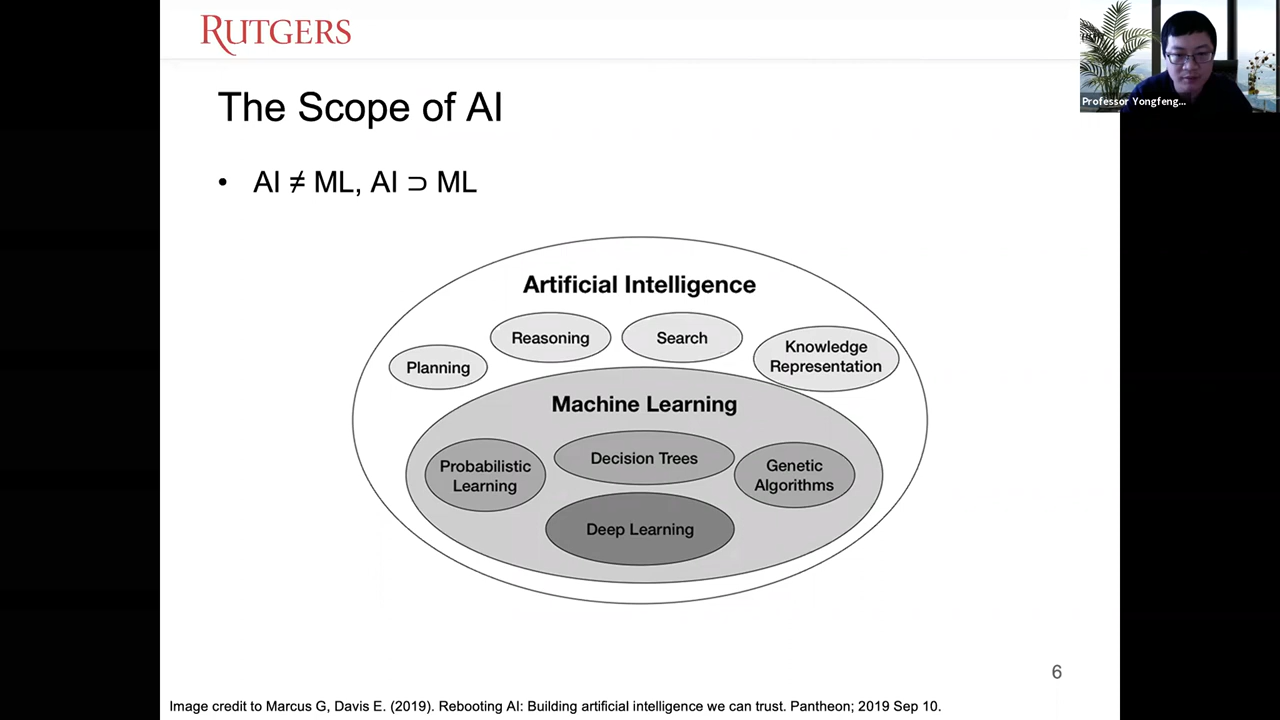 RUTGERS
Professor Yongfeng...
The Scope of AI
• AI ≠ ML, AI ⊃ ML
Artificial Intelligence
Reasoning
Search
Planning
Knowledge
Representation
Machine Learning
Probabilistic
Learning
Decision Trees
Genetic
Algorithms
Deep Learning
6
Image credit to Marcus G, Davis E. (2019). Rebooting AI: Building artificial intelligence we can trust. Pantheon; 2019 Sep 10.